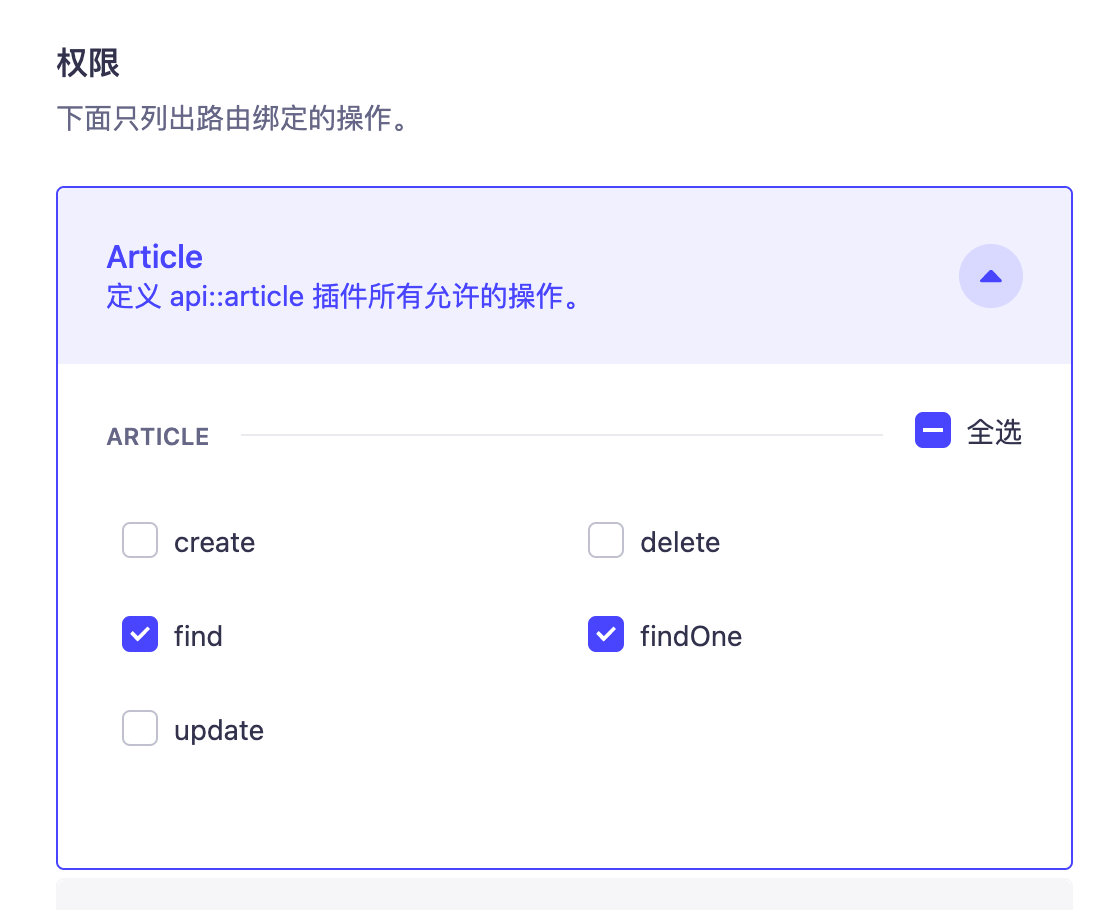 权限
下面只列出路由绑定的操作。
Article
定义 api::article 插件所有允许的操作。
ARTICLE
全选
create
delete
find
findOne
update